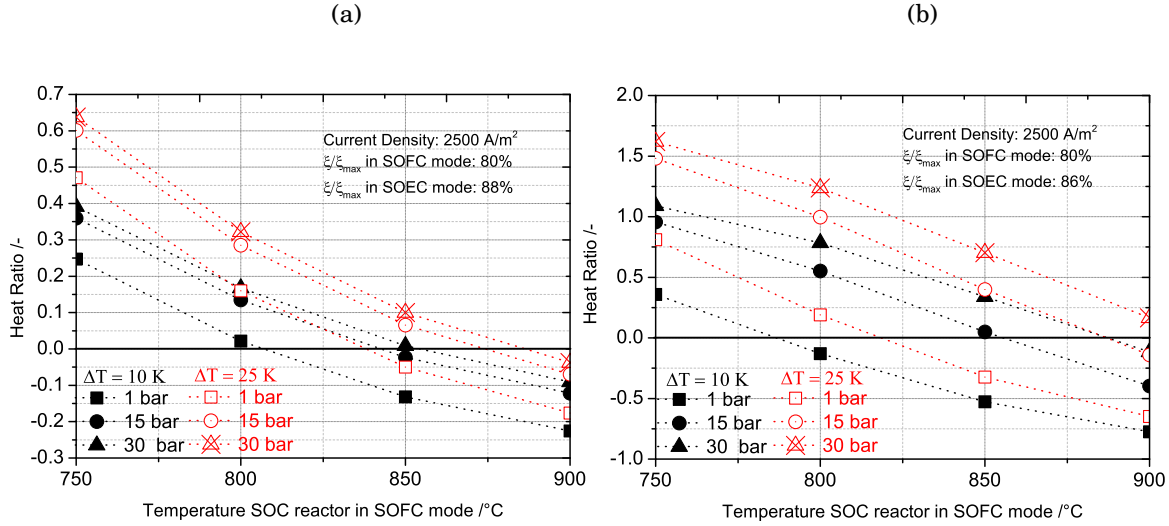 (a)
(b)
0.7
0.6
0.5
0.4
0.3
0.2
0.1
0.0
-0.1
-0.2
-0.3
Heat Ratio /-
Current Density: 2500 A/m²
ξ/ξmax in SOFC mode: 80%
ξ/ξmax in SOEC mode: 88%
ΔT = 10 K ΔT = 25 K
1 bar 1 bar
15 bar 15 bar
30 bar 30 bar
750 800 850 900
Temperature SOC reactor in SOFC mode /°C
2.0
1.5
1.0
0.5
0.0
-0.5
-1.0
Heat Ratio /-
Current Density: 2500 A/m²
ξ/ξmax in SOFC mode: 80%
ξ/ξmax in SOEC mode: 86%
ΔT = 10 K ΔT = 25 K
1 bar 1 bar
15 bar 15 bar
30 bar 30 bar
750 800 850 900
Temperature SOC reactor in SOFC mode /°C